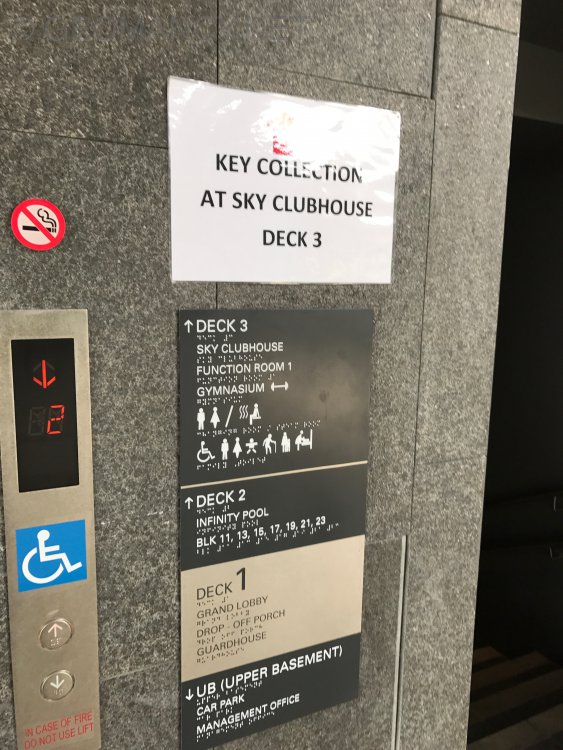 KEY COLLECTION
AT SKY CLUBHOUSE
DECK 3
2
↑ DECK 3
SKY CLUBHOUSE
FUNCTION ROOM 1
GYMNASIUM ↔
↑ DECK 2
INFINITY POOL
BLK 11, 13, 15, 17, 19, 21, 23
DECK 1
GRAND LOBBY
DROP - OFF PORCH
GUARDHOUSE
↓ UB (UPPER BASEMENT)
CAR PARK
MANAGEMENT OFFICE
IN CASE OF FIRE
DO NOT USE LIFT